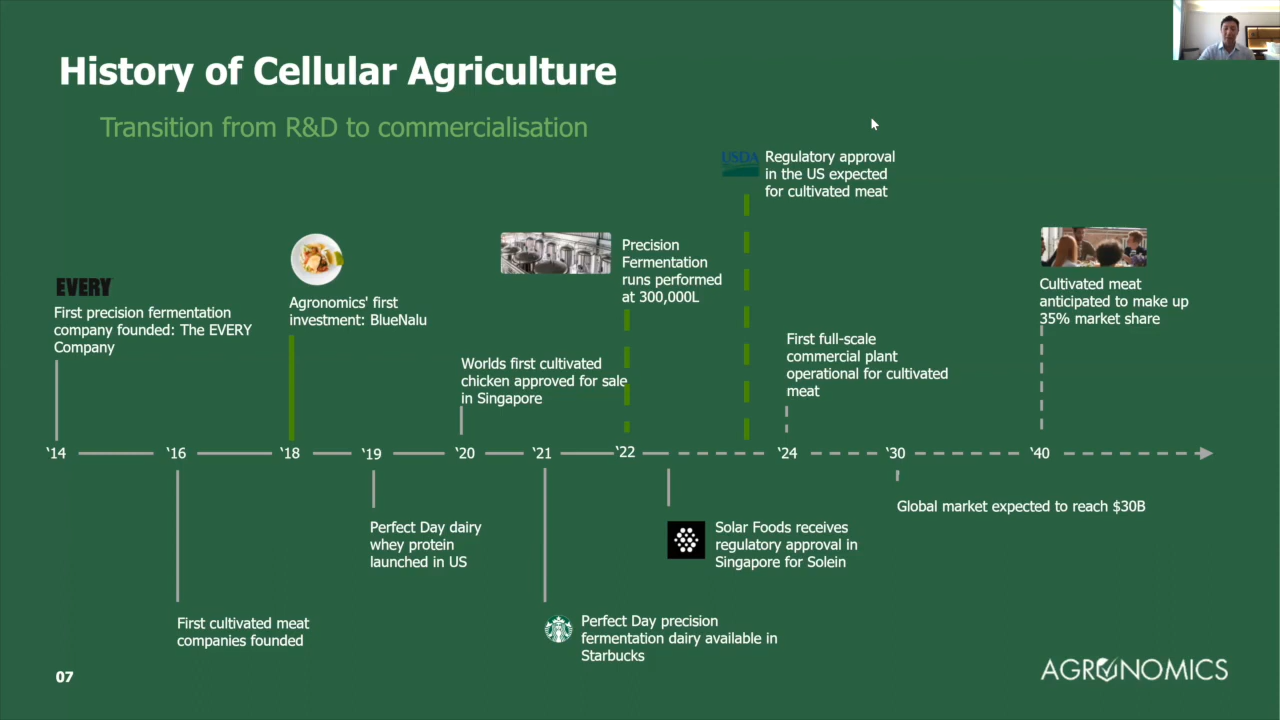 History of Cellular Agriculture
Transition from R&D to commercialisation
USDA
Regulatory approval
in the US expected
for cultivated meat
EVERY
First precision fermentation
company founded: The EVERY
Company
Agronomics' first
investment: BlueNalu
Worlds first cultivated
chicken approved for sale
in Singapore
Precision
Fermentation
runs performed
at 300,000L
First full-scale
commercial plant
operational for cultivated
meat
Cultivated meat
anticipated to make up
35% market share
‘14
‘16
‘18
‘19
‘20
‘21
‘22
‘24
‘30
‘40
First cultivated meat
companies founded
Perfect Day dairy
whey protein
launched in US
Perfect Day precision
fermentation dairy available in
Starbucks
Solar Foods receives
regulatory approval in
Singapore for Solein
Global market expected to reach $30B
07
AGRONOMICS